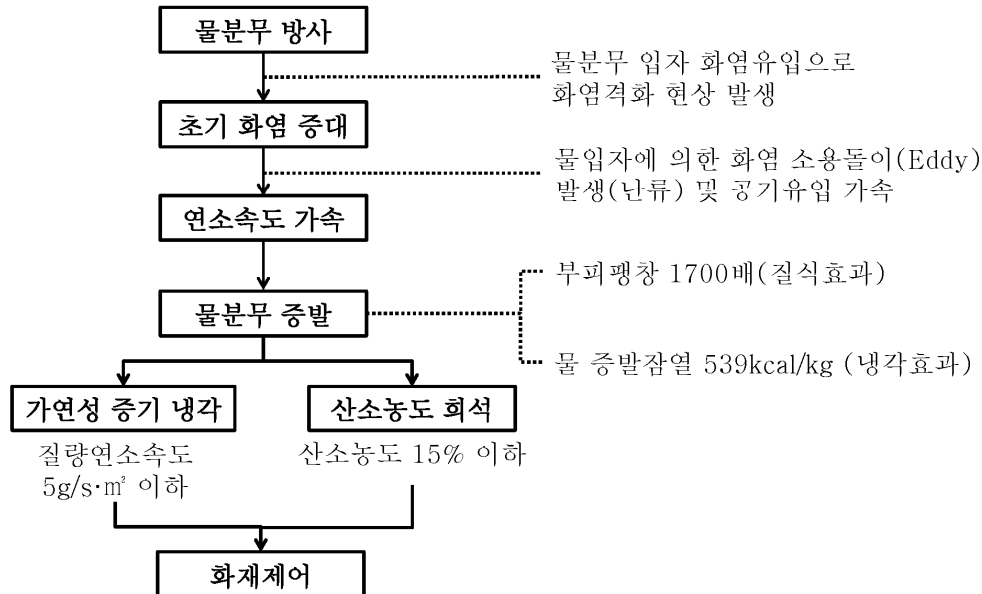 물분무 방사
물분무 입자 화염유입으로
화염격화 현상 발생
초기 화염 증대
물입자에 의한 화염 소용돌이(Eddy)
발생(난류) 및 공기유입 가속
연소속도 가속
부피팽창 1700배(질식효과)
물분무 증발
물 증발잠열 539kcal/kg (냉각효과)
가연성 증기 냉각
산소농도 희석
질량연소속도
5g/s·㎡ 이하
산소농도 15% 이하
화재제어